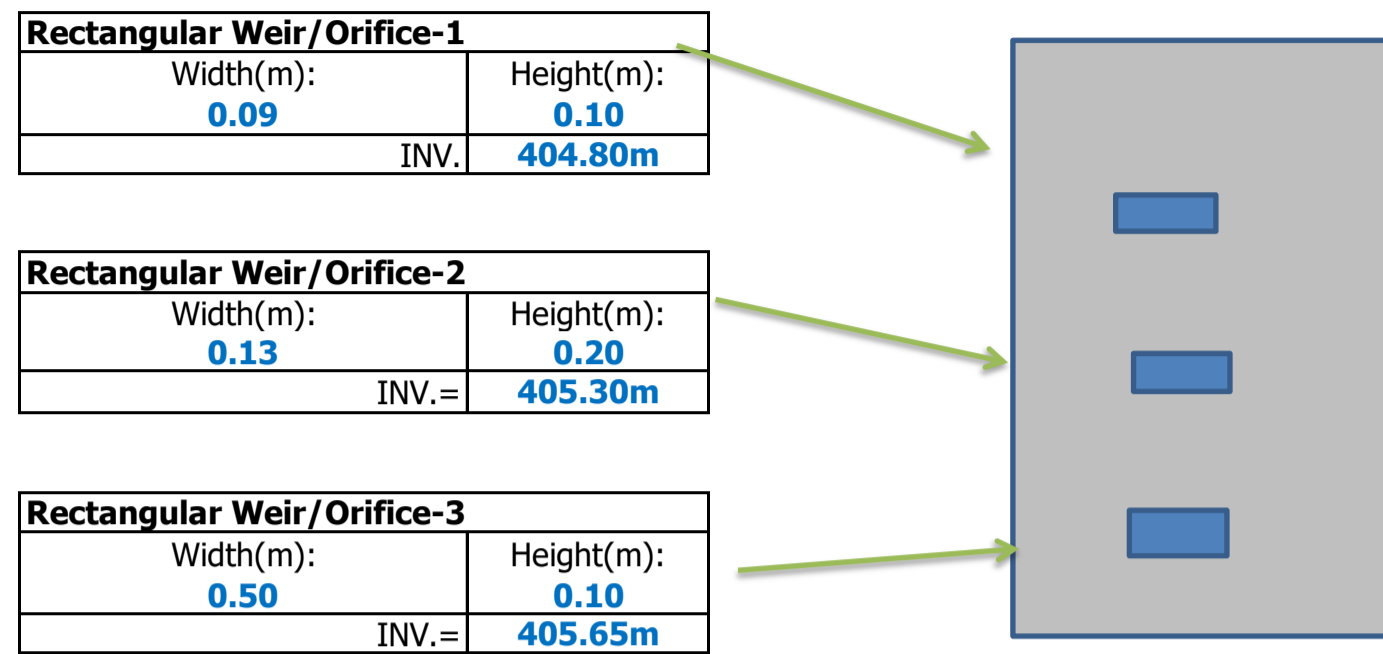 Rectangular Weir/Orifice-1
Width(m): Height(m):
0.09 0.10
INV. 404.80m
Rectangular Weir/Orifice-2
Width(m): Height(m):
0.13 0.20
INV.= 405.30m
Rectangular Weir/Orifice-3
Width(m): Height(m):
0.50 0.10
INV.= 405.65m